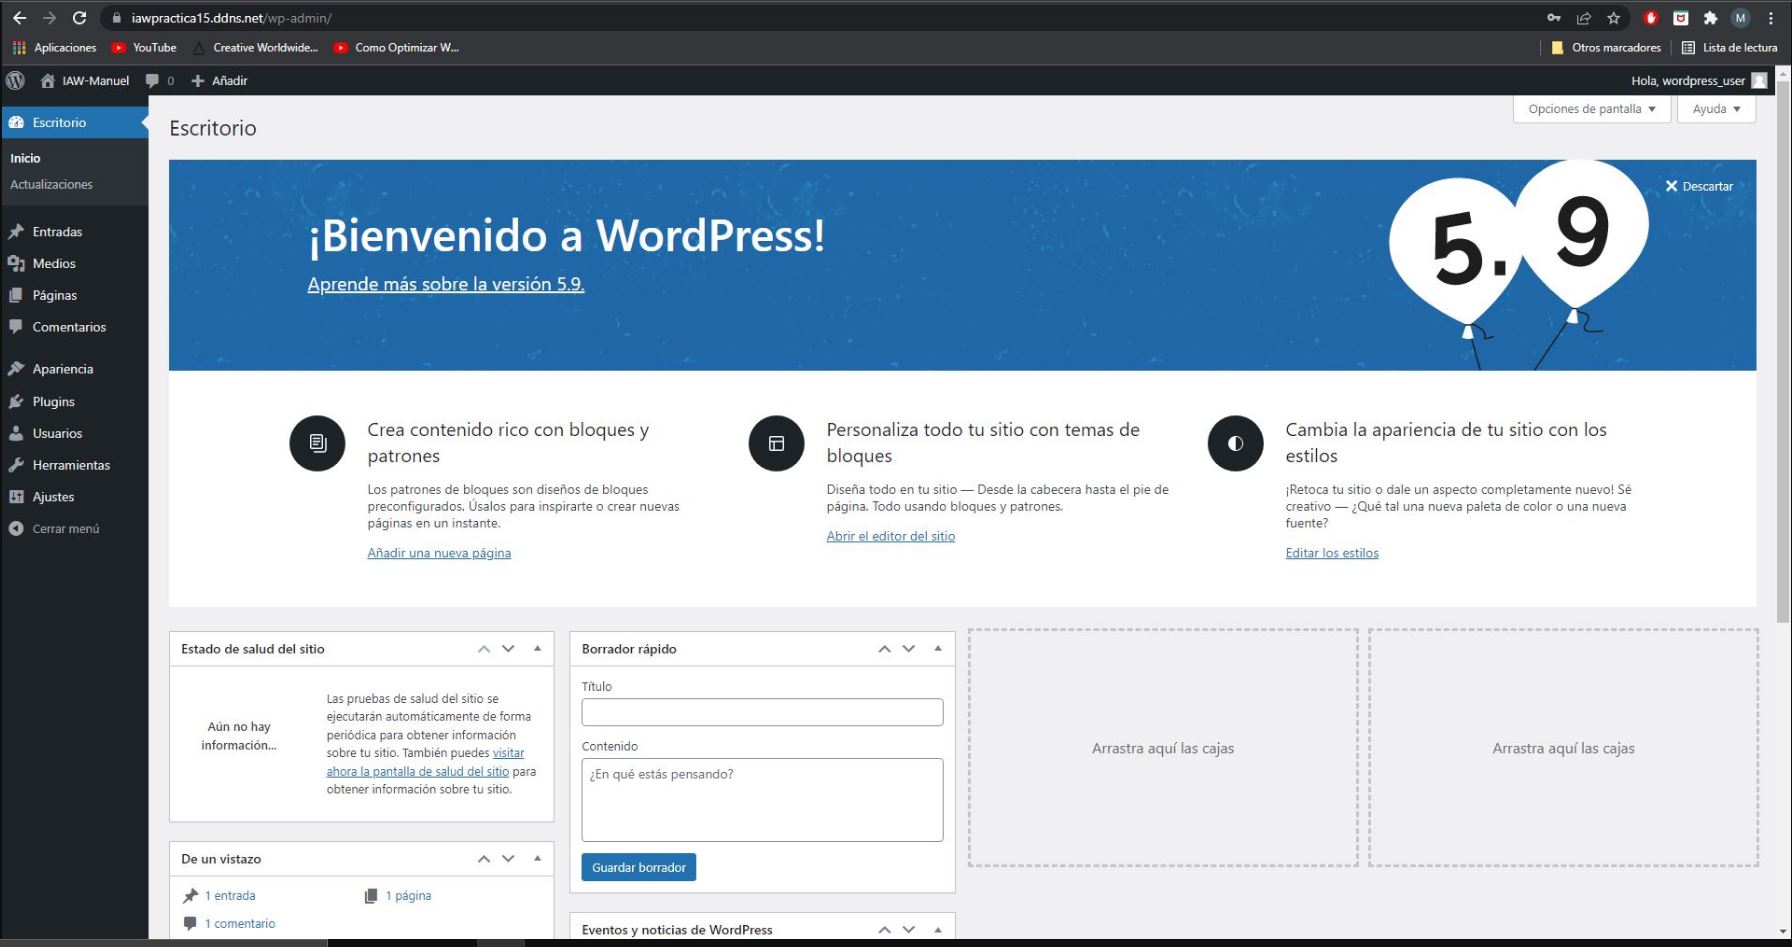 iawpractica15.ddns.net/wp-admin/
M
Aplicaciones YouTube Creative Worldwide... Como Optimizar W... Otros marcadores Lista de lectura
IAW-Manuel 0 Añadir Hola, wordpress_user
Escritorio
Inicio
Actualizaciones
Entradas
Medios
Páginas
Comentarios
Apariencia
Plugins
Usuarios
Herramientas
Ajustes
Cerrar menú
Opciones de pantalla Ayuda
Escritorio
Descartar
¡Bienvenido a WordPress!
Aprende más sobre la versión 5.9.
5.9
Crea contenido rico con bloques y
patrones
Los patrones de bloques son diseños de bloques
preconfigurados. Úsalos para inspirarte o crear nuevas
páginas en un instante.
Añadir una nueva página
Personaliza todo tu sitio con temas de
bloques
Diseña todo en tu sitio — Desde la cabecera hasta el pie de
página. Todo usando bloques y patrones.
Abrir el editor del sitio
Cambia la apariencia de tu sitio con los
estilos
¡Retoca tu sitio o dale un aspecto completamente nuevo! Sé
creativo — ¿Qué tal una nueva paleta de color o una nueva
fuente?
Editar los estilos
Estado de salud del sitio
Aún no hay
información...
Las pruebas de salud del sitio se
ejecutarán automáticamente de forma
periódica para obtener información
sobre tu sitio. También puedes visitar
ahora la pantalla de salud del sitio para
obtener información sobre tu sitio.
De un vistazo
1 entrada 1 página
1 comentario
Borrador rápido
Título
Contenido
¿En qué estás pensando?
Guardar borrador
Eventos y noticias de WordPress
Arrastra aquí las cajas
Arrastra aquí las cajas